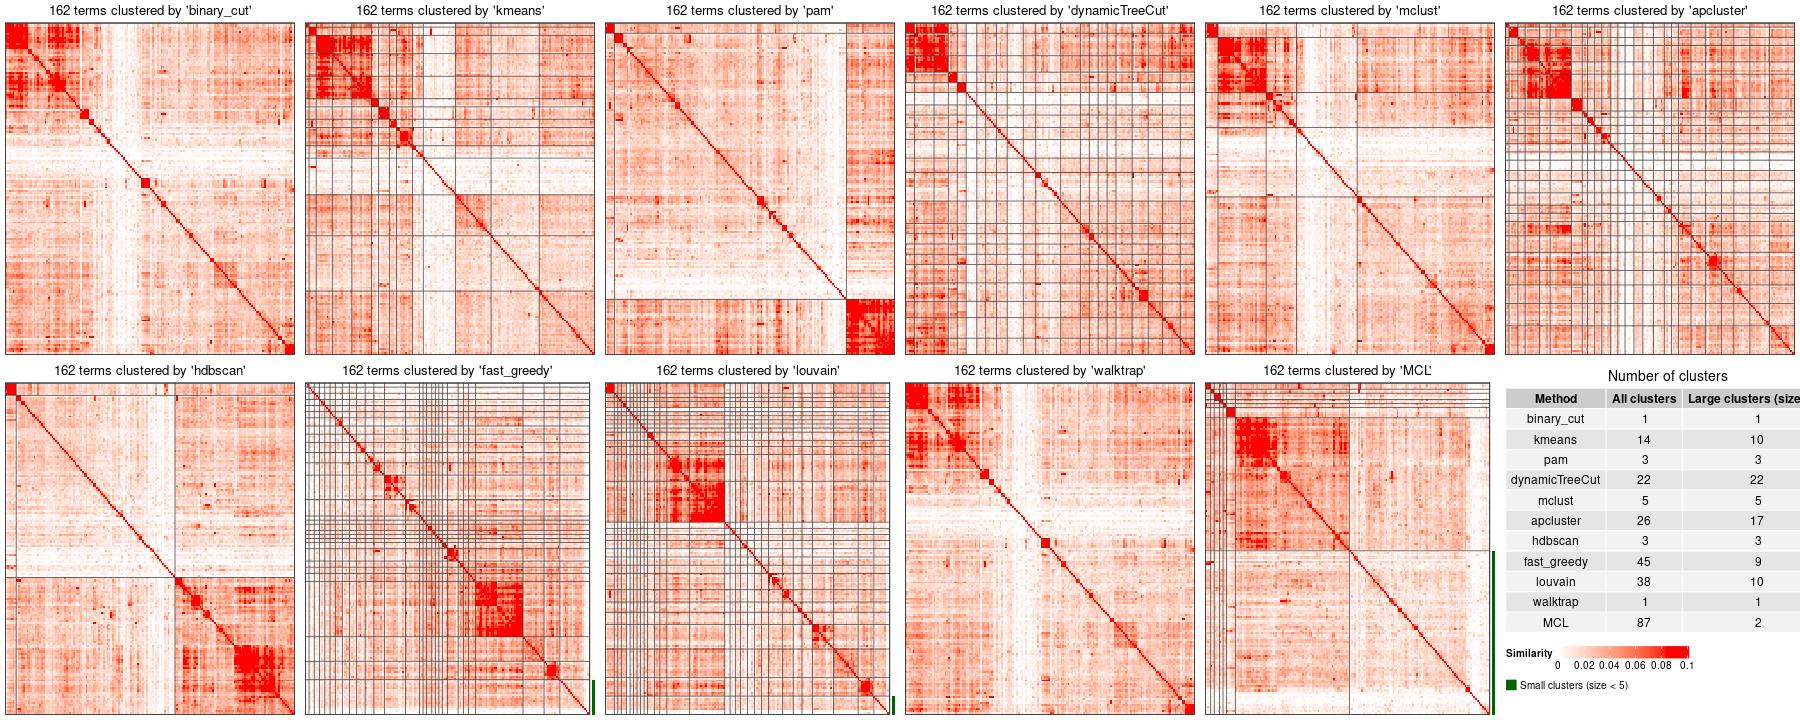 162 terms clustered by 'binary_cut'
162 terms clustered by 'kmeans'
162 terms clustered by 'pam'
162 terms clustered by 'dynamicTreeCut'
162 terms clustered by 'mclust'
162 terms clustered by 'apcluster'
162 terms clustered by 'hdbscan'
162 terms clustered by 'fast_greedy'
162 terms clustered by 'louvain'
162 terms clustered by 'walktrap'
162 terms clustered by 'MCL'
Number of clusters
Method All clusters Large clusters (size
binary_cut 1 1
kmeans 14 10
pam 3 3
dynamicTreeCut 22 22
mclust 5 5
apcluster 26 17
hdbscan 3 3
fast_greedy 45 9
louvain 38 10
walktrap 1 1
MCL 87 2
Similarity
0 0.02 0.04 0.06 0.08 0.1
Small clusters (size < 5)